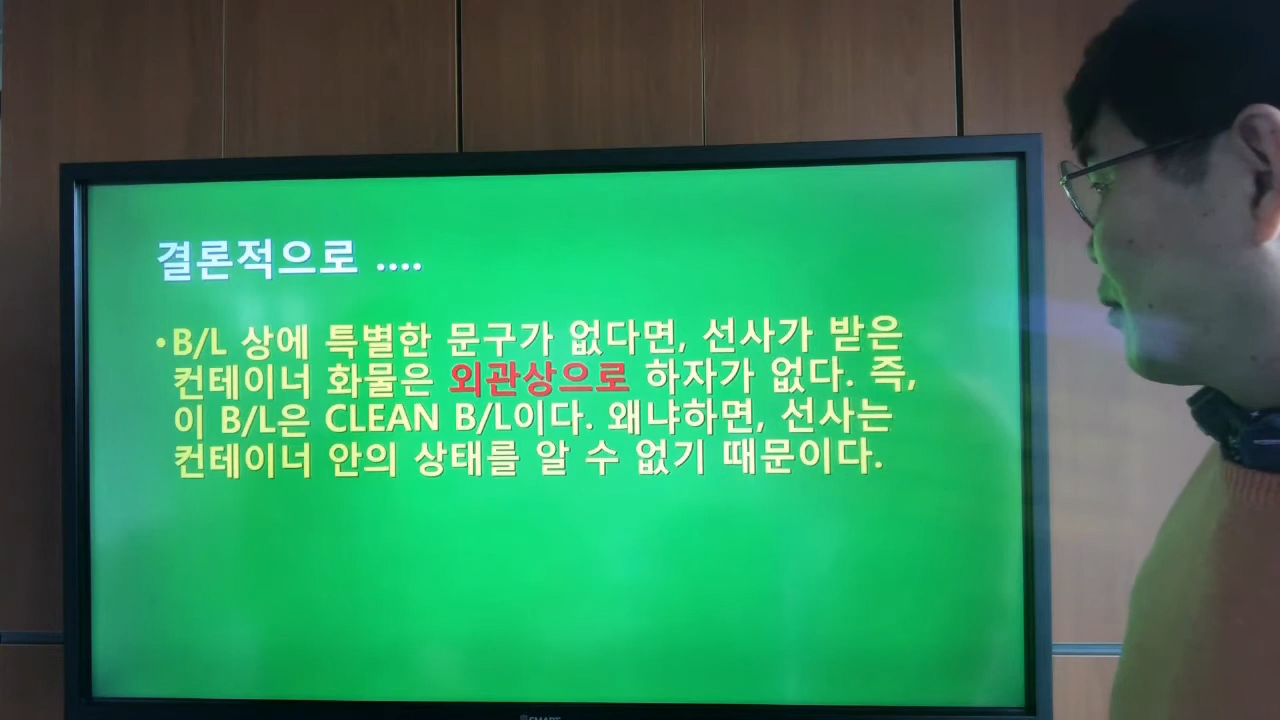 결론적으로 ....
•B/L 상에 특별한 문구가 없다면, 선사가 받은
컨테이너 화물은 외관상으로 하자가 없다. 즉,
이 B/L은 CLEAN B/L이다. 왜냐하면, 선사는
컨테이너 안의 상태를 알 수 없기 때문이다.
SMART